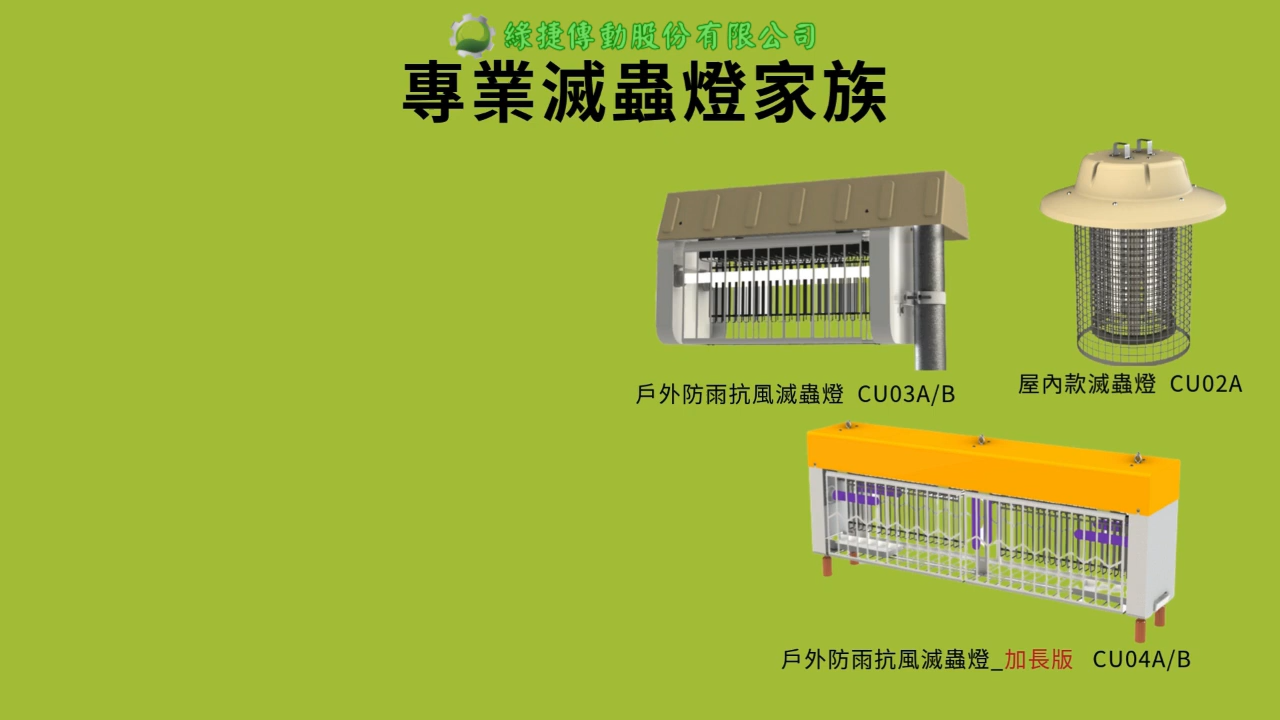 綠捷傳動股份有限公司
專業滅蟲燈家族
戶外防雨抗風滅蟲燈 CU03A/B
屋內款滅蟲燈 CU02A
戶外防雨抗風滅蟲燈_加長版 CU04A/B